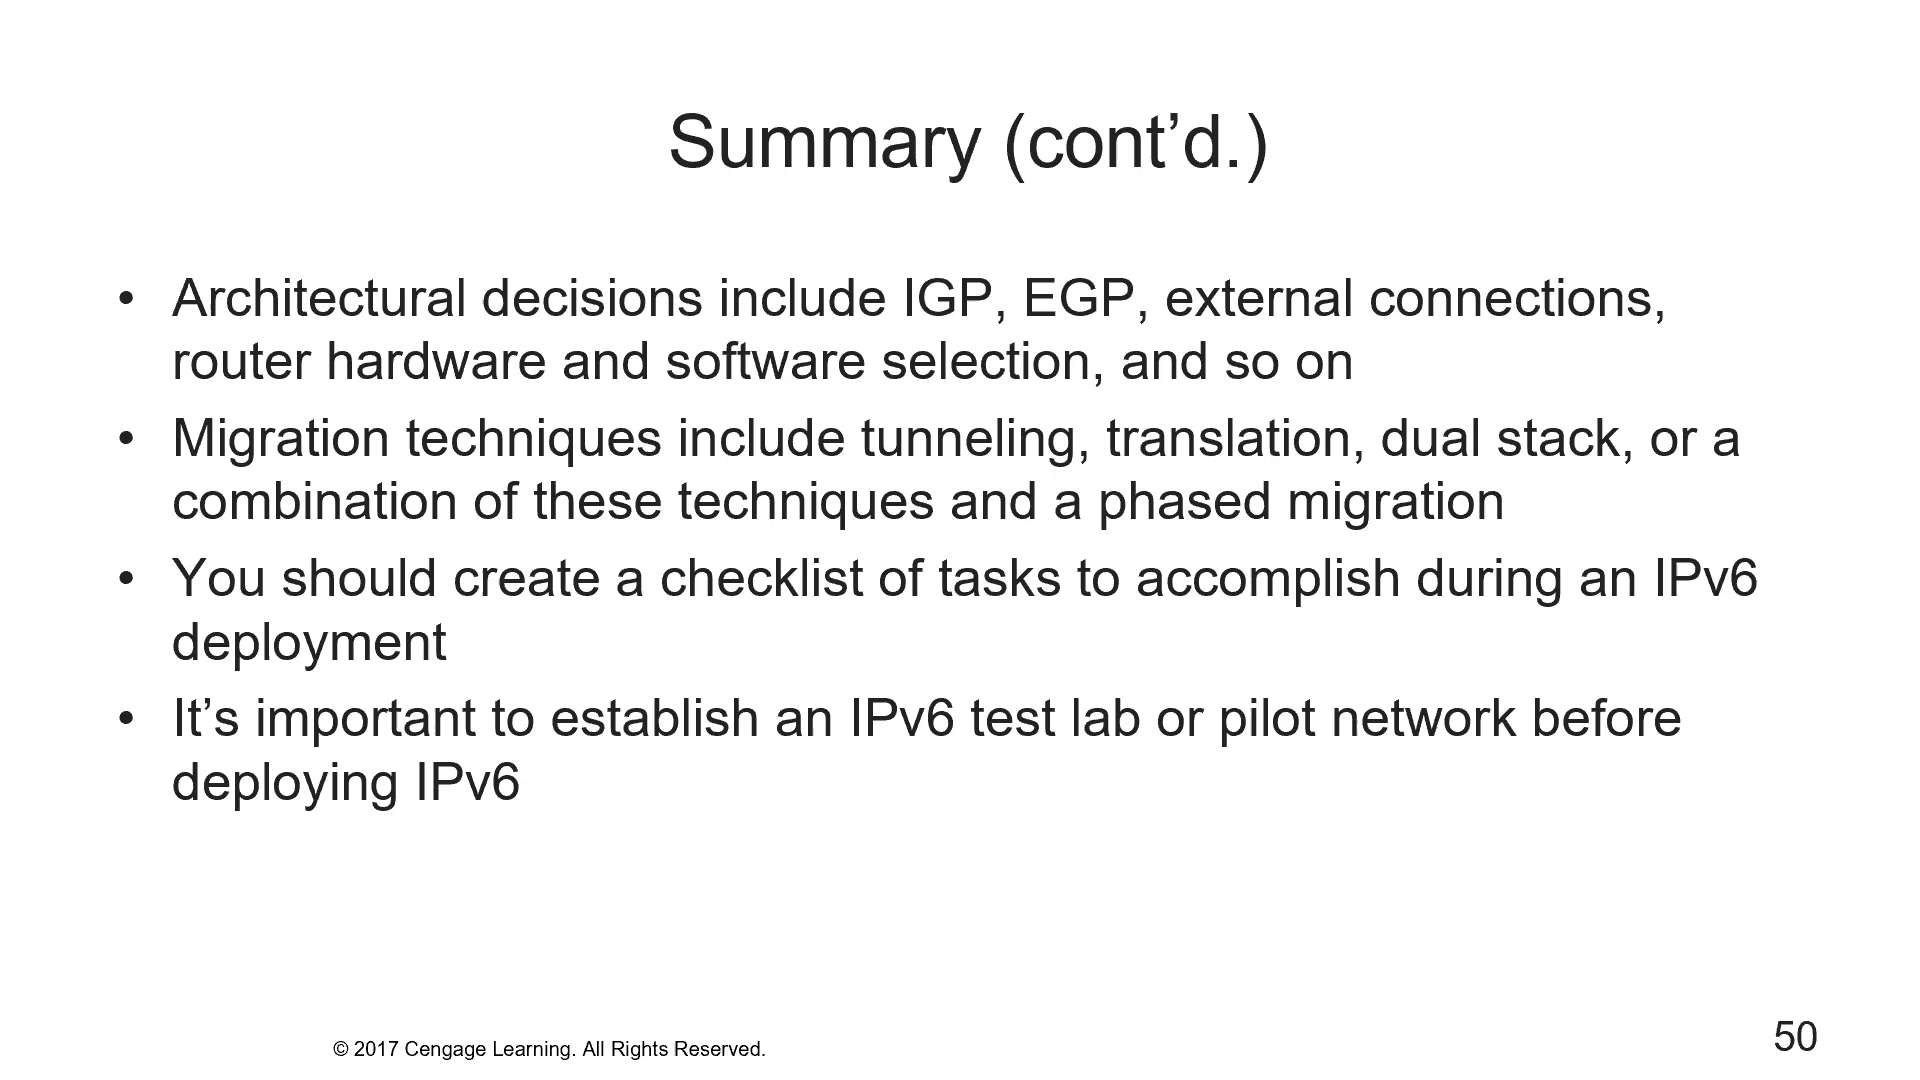 Summary (cont’d.)
• Architectural decisions include IGP, EGP, external connections,
router hardware and software selection, and so on
• Migration techniques include tunneling, translation, dual stack, or a
combination of these techniques and a phased migration
• You should create a checklist of tasks to accomplish during an IPv6
deployment
• It’s important to establish an IPv6 test lab or pilot network before
deploying IPv6
© 2017 Cengage Learning. All Rights Reserved.
50